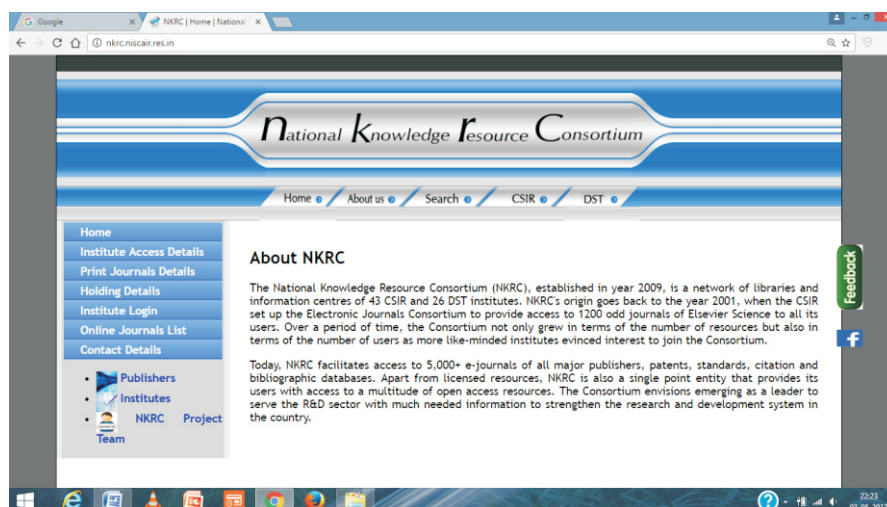 Google
NKRC | Home | National
nkrc.niscair.res.in
National Knowledge Resource Consortium
Home
About us
Search
CSIR
DST
Home
Institute Access Details
Print Journals Details
Holding Details
Institute Login
Online Journals List
Contact Details
Publishers
Institutes
NKRC Project
Team
About NKRC
The National Knowledge Resource Consortium (NKRC), established in year 2009, is a network of libraries and
information centres of 43 CSIR and 26 DST institutes. NKRC's origin goes back to the year 2001, when the CSIR
set up the Electronic Journals Consortium to provide access to 1200 odd journals of Elsevier Science to all its
users. Over a period of time, the Consortium not only grew in terms of the number of resources but also in
terms of the number of users as more like-minded institutes evinced interest to join the Consortium.
Today, NKRC facilitates access to 5,000+ e-journals of all major publishers, patents, standards, citation and
bibliographic databases. Apart from licensed resources, NKRC is also a single point entity that provides its
users with access to a multitude of open access resources. The Consortium envisions emerging as a leader to
serve the R&D sector with much needed information to strengthen the research and development system in
the country.
Feedback
f
22:23